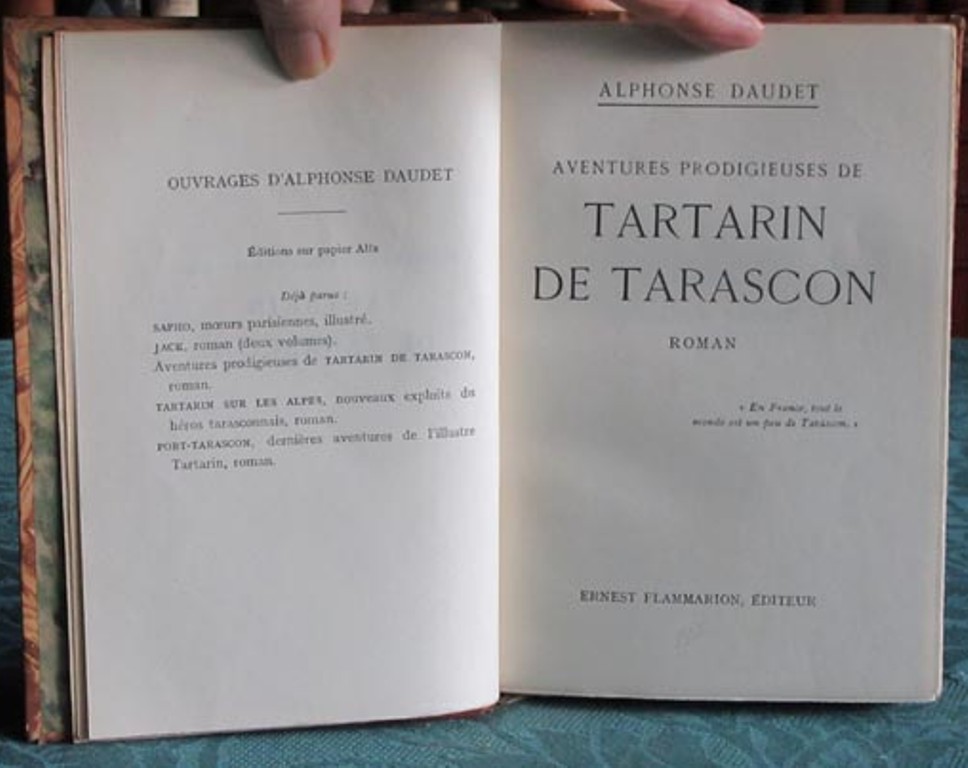 OUVRAGES D'ALPHONSE DAUDET
Éditions sur papier Alfa
Déjà parus :
SAPHO, mœurs parisiennes, illustré.
JACK, roman (deux volumes).
Aventures prodigieuses de TARTARIN DE TARASCON,
roman.
TARTARIN SUR LES ALPES, nouveaux exploits du
héros tarasconnais, roman.
PORT-TARASCON, dernières aventures de l'illustre
Tartarin, roman.
ALPHONSE DAUDET
AVENTURES PRODIGIEUSES DE
TARTARIN
DE TARASCON
ROMAN
« En France, tout le
monde est un peu de Tarascon. »
ERNEST FLAMMARION, ÉDITEUR